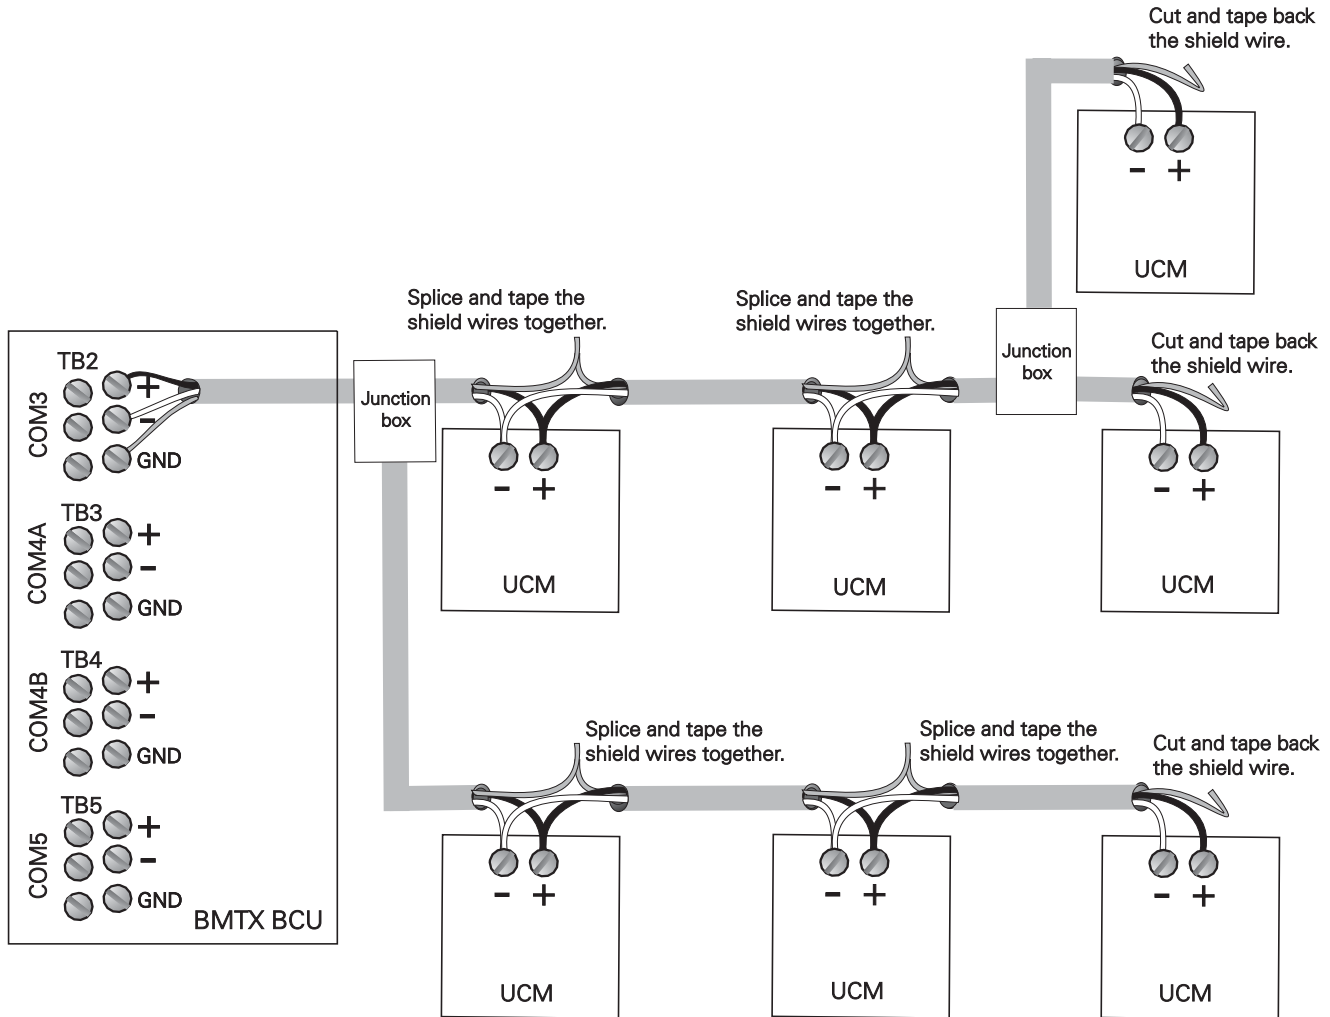 Cut and tape back
the shield wire.
- +
UCM
Splice and tape the
shield wires together.
Splice and tape the
shield wires together.
Junction
box
Cut and tape back
the shield wire.
TB2
COM3
+
-
GND
Junction
box
- +
UCM
- +
UCM
- +
UCM
TB3
COM4A
+
-
GND
TB4
COM4B
+
-
GND
TB5
COM5
+
-
GND
BMTX BCU
Splice and tape the
shield wires together.
Splice and tape the
shield wires together.
Cut and tape back
the shield wire.
- +
UCM
- +
UCM
- +
UCM